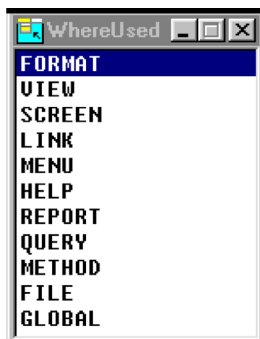 WhereUsed
FORMAT
VIEW
SCREEN
LINK
MENU
HELP
REPORT
QUERY
METHOD
FILE
GLOBAL